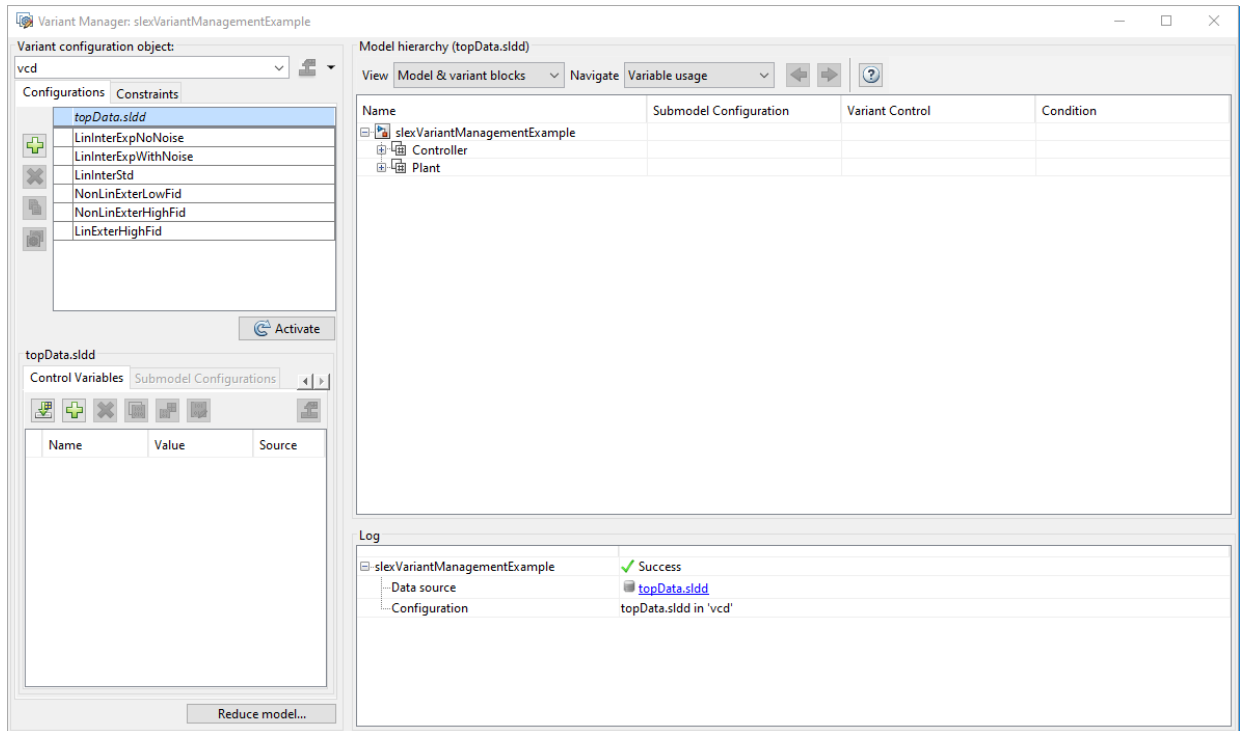 Variant Manager: slexVariantManagementExample
Variant configuration object:
vcd
Configurations Constraints
topData.sldd
LinInterExpNoNoise
LinInterExpWithNoise
LinInterStd
NonLinExterLowFid
NonLinExterHighFid
LinExterHighFid
Activate
topData.sldd
Control Variables Submodel Configurations
Name Value Source
Reduce model...
Model hierarchy (topData.sldd)
View Model & variant blocks Navigate Variable usage
Name Submodel Configuration Variant Control Condition
slexVariantManagementExample
Controller
Plant
Log
slexVariantManagementExample Success
Data source topData.sldd
Configuration topData.sldd in 'vcd'